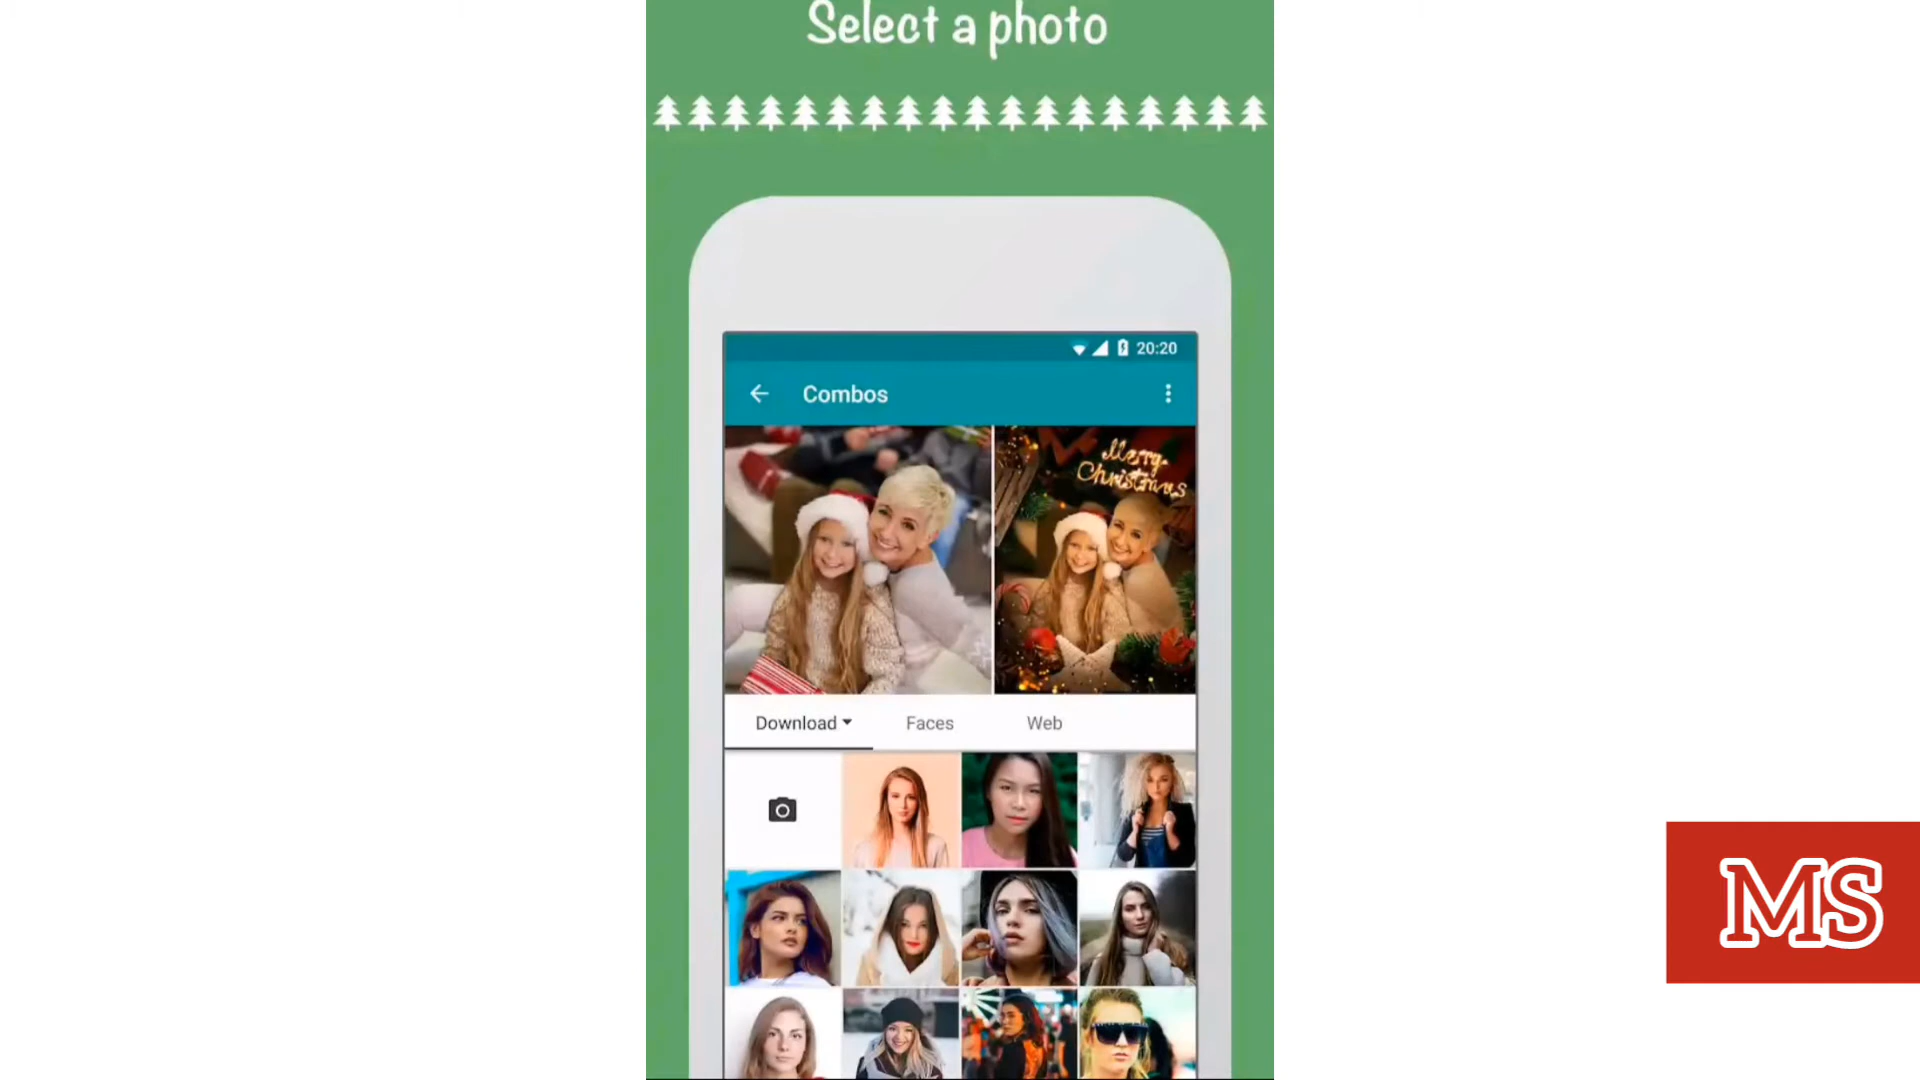 Select a photo
20:20
Combos
Merry
Christmas
Download
Faces
Web
MS